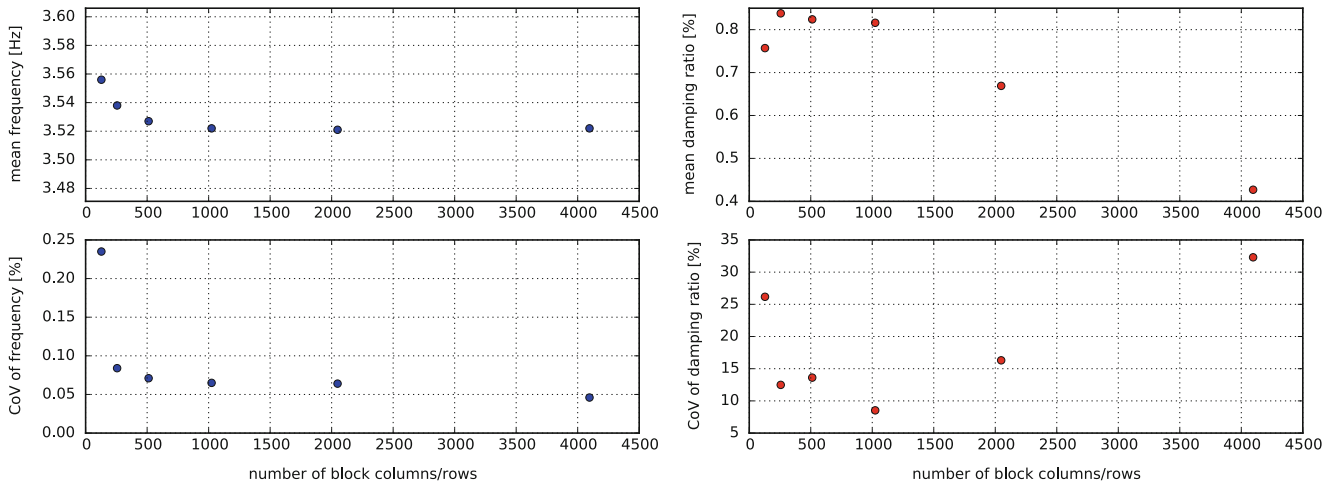 mean frequency [Hz]
3.60
3.58
3.56
3.54
3.52
3.50
3.48
0 500 1000 1500 2000 2500 3000 3500 4000 4500
mean damping ratio [%]
0.8
0.7
0.6
0.5
0.4
0 500 1000 1500 2000 2500 3000 3500 4000 4500
CoV of frequency [%]
0.25
0.20
0.15
0.10
0.05
0.00
0 500 1000 1500 2000 2500 3000 3500 4000 4500
number of block columns/rows
CoV of damping ratio [%]
35
30
25
20
15
10
5
0 500 1000 1500 2000 2500 3000 3500 4000 4500
number of block columns/rows